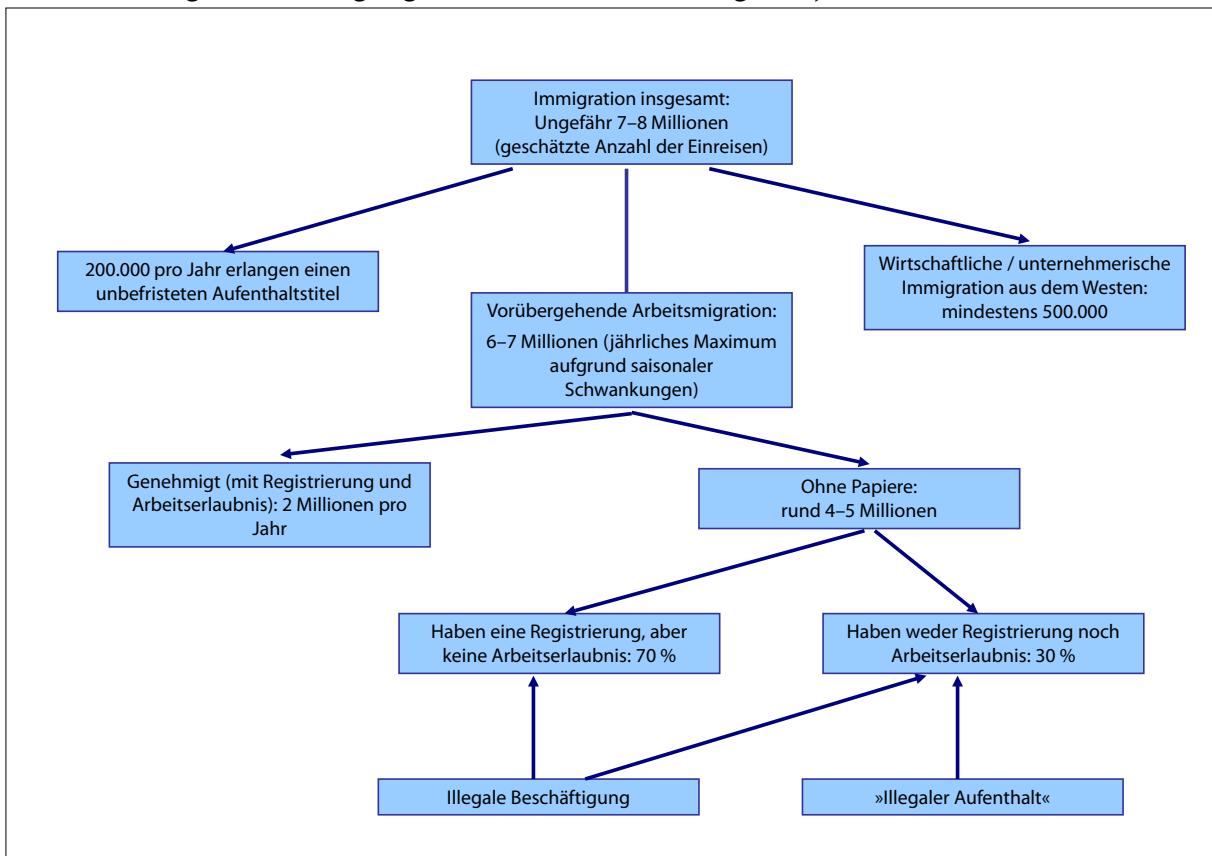 Immigration insgesamt:
Ungefähr 7–8 Millionen
(geschätzte Anzahl der Einreisen)
200.000 pro Jahr erlangen einen
unbefristeten Aufenthaltstitel
Wirtschaftliche / unternehmerische
Immigration aus dem Westen:
mindestens 500.000
Vorübergehende Arbeitsmigration:
6–7 Millionen (jährliches Maximum
aufgrund saisonaler
Schwankungen)
Genehmigt (mit Registrierung und
Arbeitserlaubnis): 2 Millionen pro
Jahr
Ohne Papiere:
rund 4–5 Millionen
Haben eine Registrierung, aber
keine Arbeitserlaubnis: 70 %
Haben weder Registrierung noch
Arbeitserlaubnis: 30 %
Illegale Beschäftigung
»Illegaler Aufenthalt«